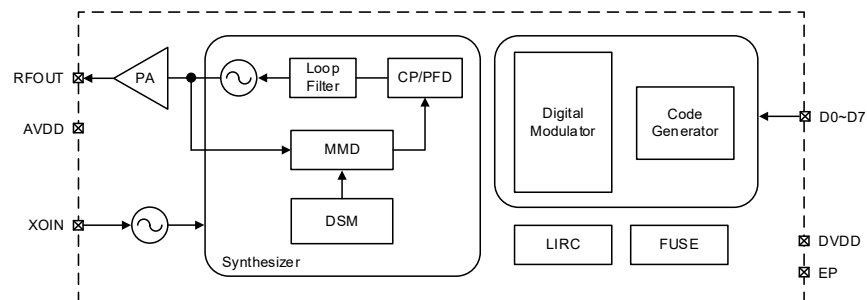 RFOUT
PA
Loop
Filter
CP/PFD
AVDD
MMD
XOIN
DSM
Synthesizer
Digital
Modulator
Code
Generator
D0~D7
LIRC
FUSE
DVDD
EP